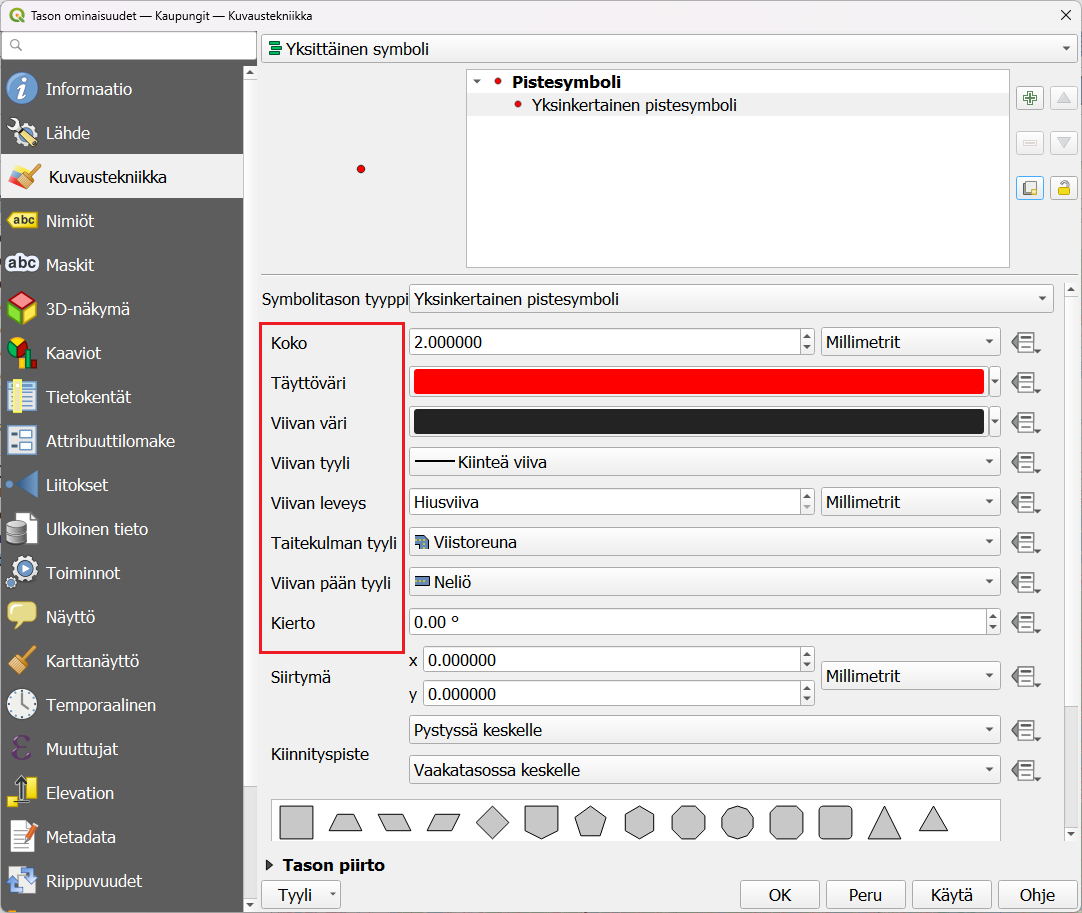 Tason ominaisuudet — Kaupungit — Kuvaustekniikka
Yksittäinen symboli
Informaatio
Lähde
Kuvaustekniikka
abc Nimiöt
abc Maskit
3D-näkymä
Kaaviot
Tietokentät
Attribuuttilomake
Liitokset
Ulkoinen tieto
Toiminnot
Näyttö
Karttanäyttö
Temporaalinen
Muuttujat
Elevation
Metadata
Riippuvuudet
Pistesymboli
Yksinkertainen pistesymboli
Symbolitason tyyppi Yksinkertainen pistesymboli
Koko 2.000000 Millimetrit
Täyttöväri
Viivan väri
Viivan tyyli Kiinteä viiva
Viivan leveys Hiusviiva Millimetrit
Taitekulman tyyli Viistoreuna
Viivan pään tyyli Neliö
Kierto 0.00 °
Siirtymä x 0.000000 Millimetrit
y 0.000000
Kiinnityspiste Pystyssä keskelle
Vaakatasossa keskelle
Tason piirto
Tyyli OK Peru Käytä Ohje